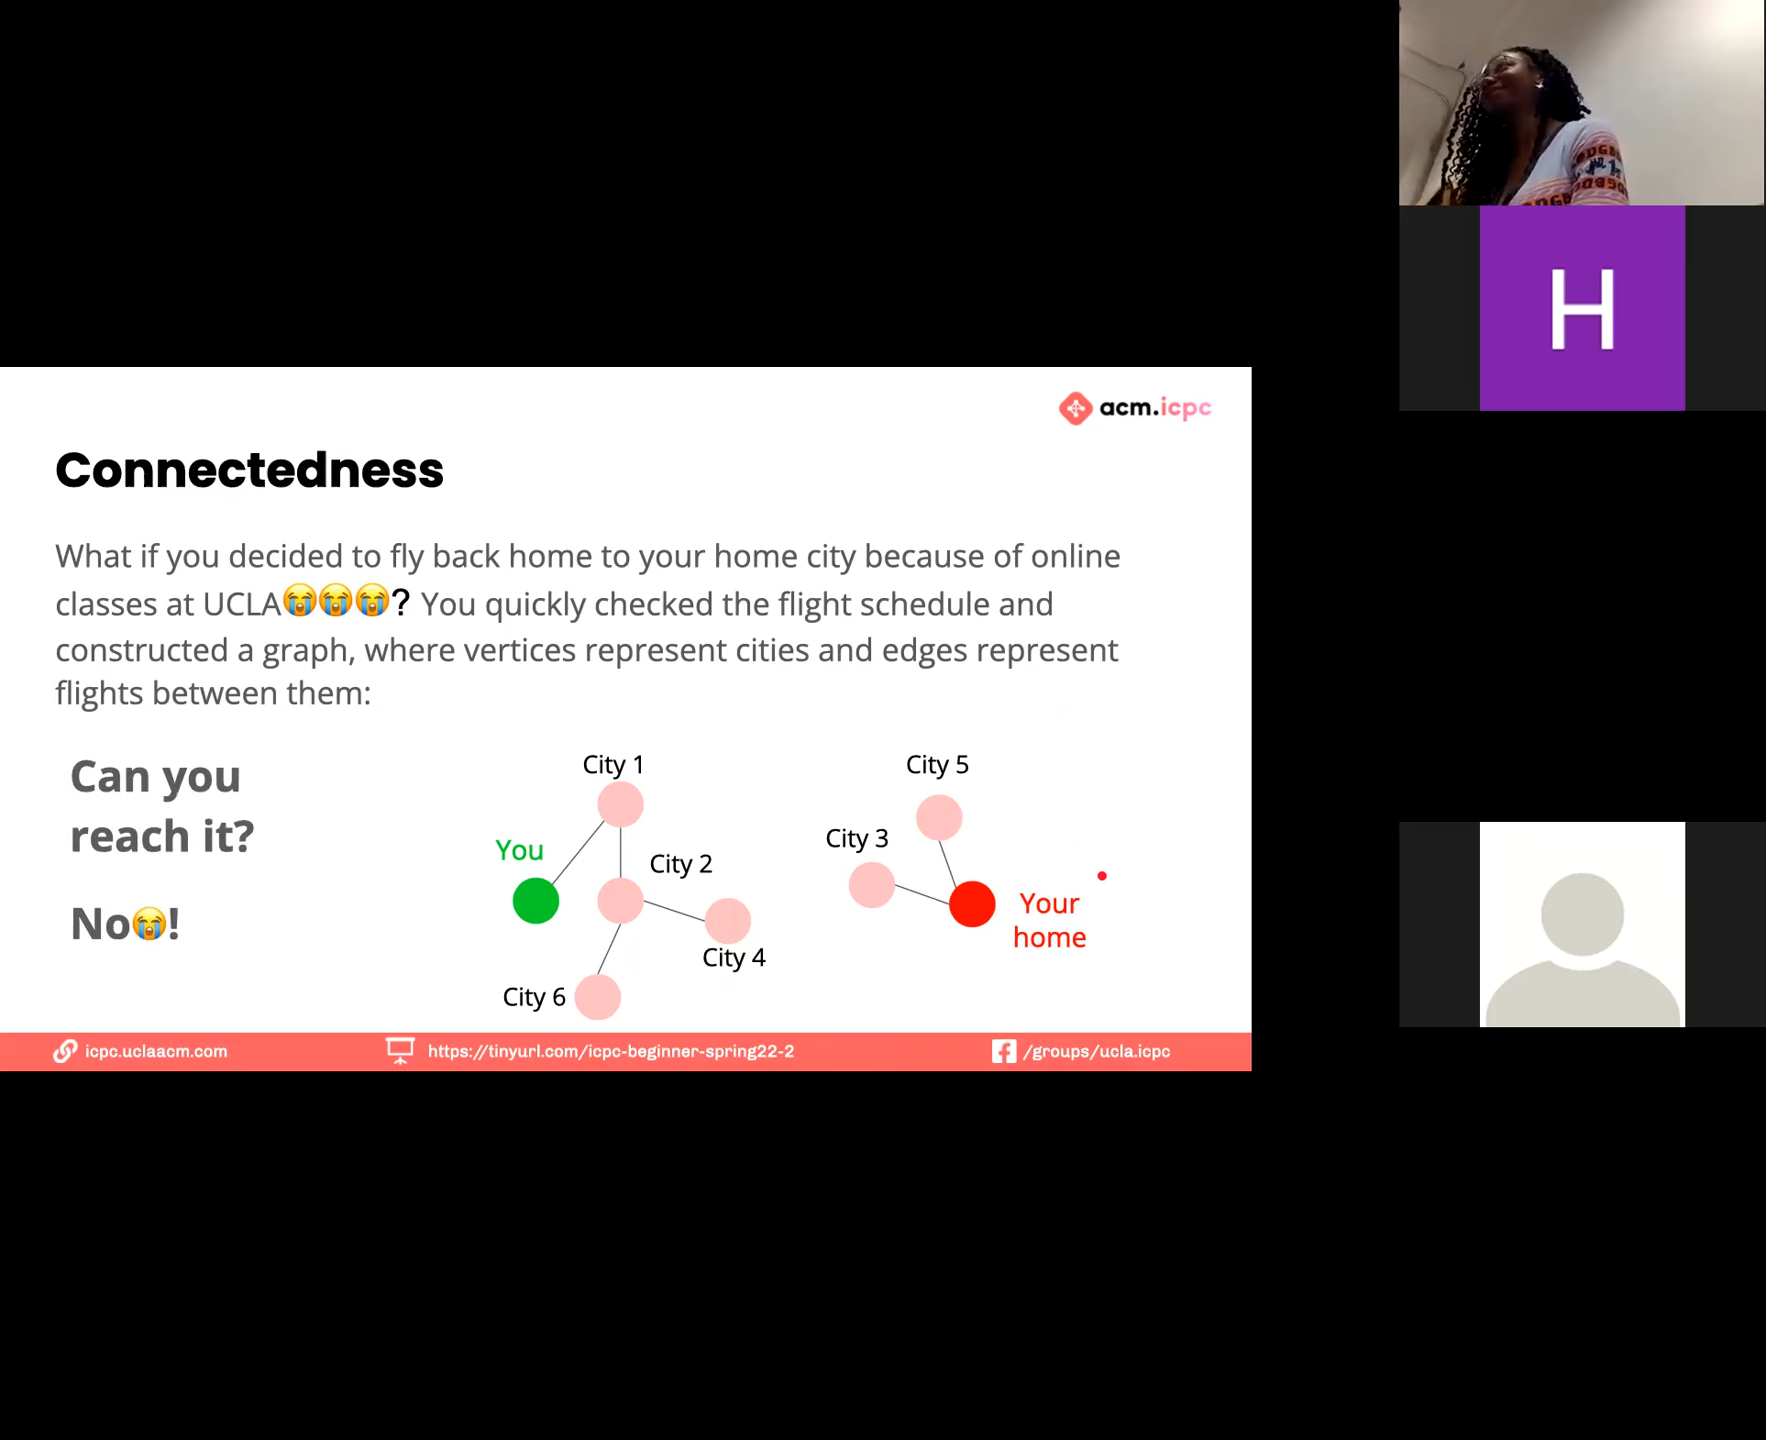 H
acm.icpc
Connectedness
What if you decided to fly back home to your home city because of online
classes at UCLA😭😭😭? You quickly checked the flight schedule and
constructed a graph, where vertices represent cities and edges represent
flights between them:
Can you
reach it?
No😭!
City 1
You
City 2
City 4
City 6
City 5
City 3
Your
home
icpc.uclaacm.com
https://tinyurl.com/icpc-beginner-spring22-2
/groups/ucla.icpc